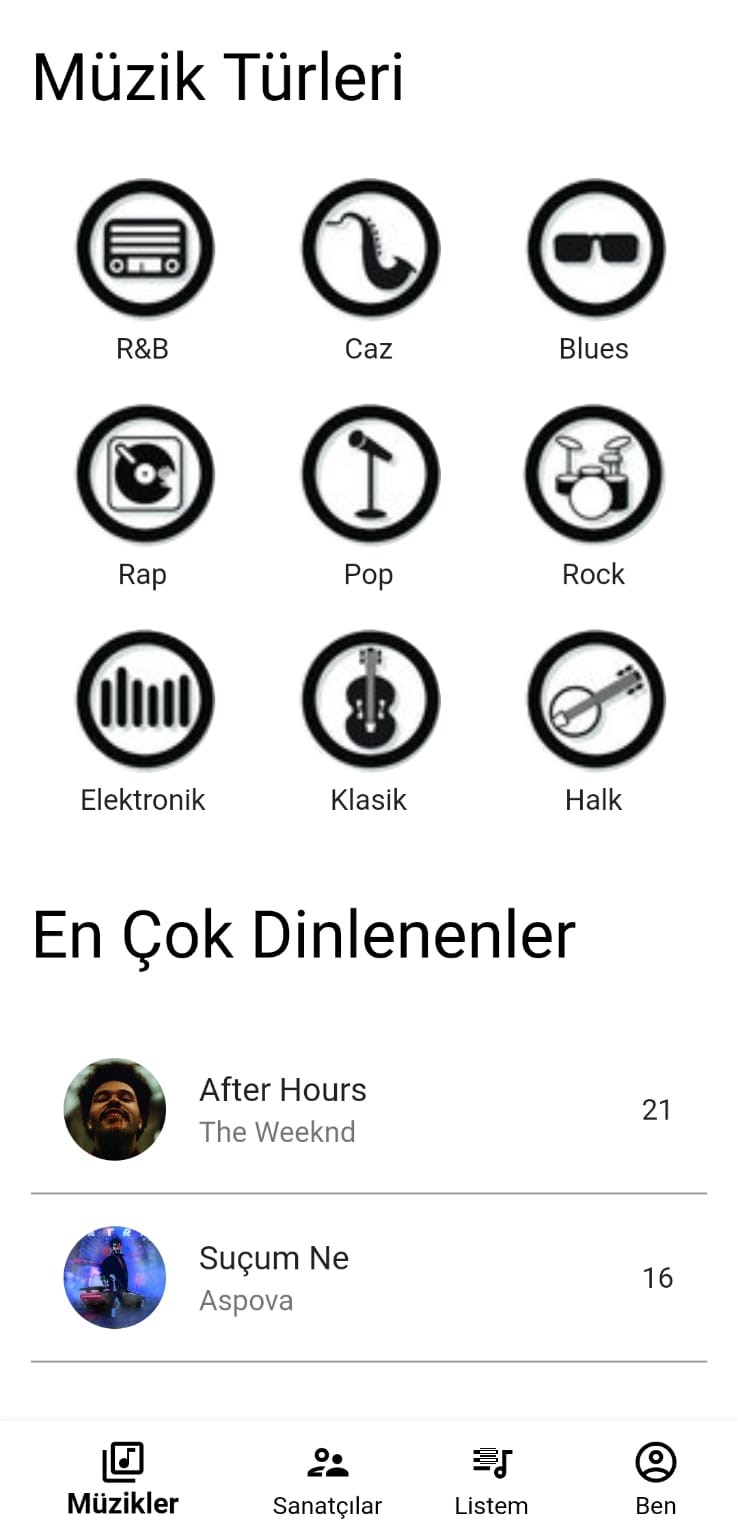 Müzik Türleri
R&B Caz Blues
Rap Pop Rock
Elektronik Klasik Halk
En Çok Dinlenenler
After Hours
The Weeknd
21
Suçum Ne
Aspova
16
Müzikler Sanatçılar Listem Ben